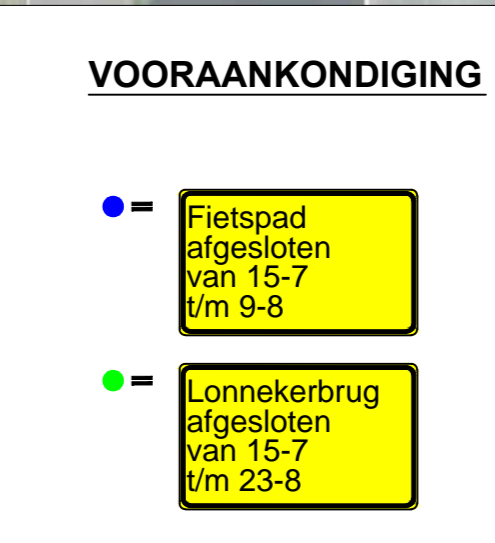 VOORAANKONDIGING
=
Fietspad
afgesloten
van 15-7
t/m 9-8
=
Lonnekerbrug
afgesloten
van 15-7
t/m 23-8